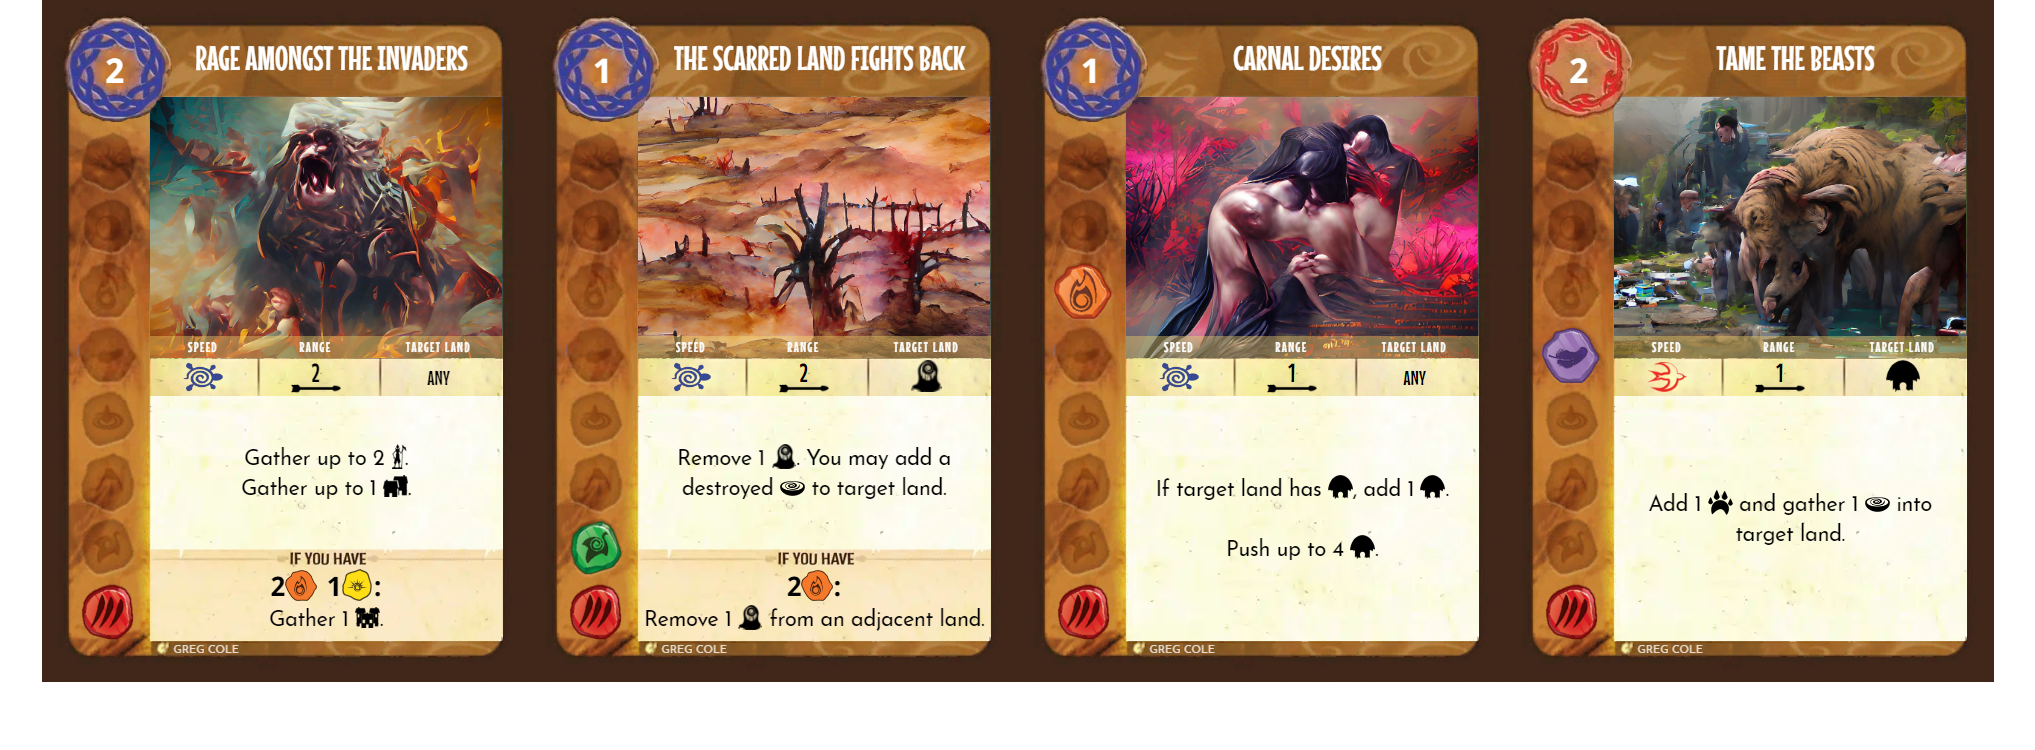 2
RAGE AMONGST THE INVADERS
SPEED RANGE TARGET LAND
2 ANY
Gather up to 2 .
Gather up to 1 .
IF YOU HAVE
2 1 :
Gather 1 .
GREG COLE
1
THE SCARRED LAND FIGHTS BACK
SPEED RANGE TARGET LAND
2
Remove 1 . You may add a
destroyed to target land.
IF YOU HAVE
2 :
Remove 1 from an adjacent land.
GREG COLE
1
CARNAL DESIRES
SPEED RANGE TARGET LAND
1 ANY
If target land has , add 1 .
Push up to 4 .
GREG COLE
2
TAME THE BEASTS
SPEED RANGE TARGET LAND
1
Add 1 and gather 1 into
target land.
GREG COLE